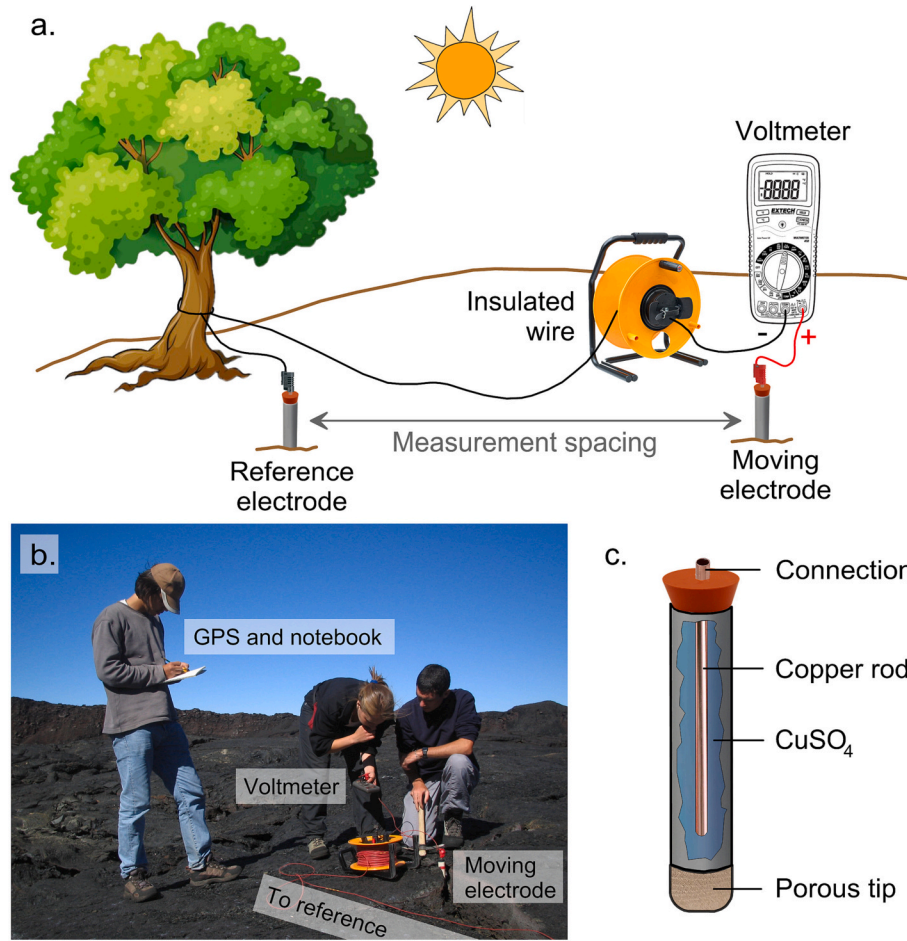 a.
Voltmeter
8888
EXTECH
Insulated
wire
-
+
Measurement spacing
Reference
electrode
Moving
electrode
b.
GPS and notebook
Voltmeter
Moving
electrode
To reference
c.
Connection
Copper rod
CuSO₄
Porous tip